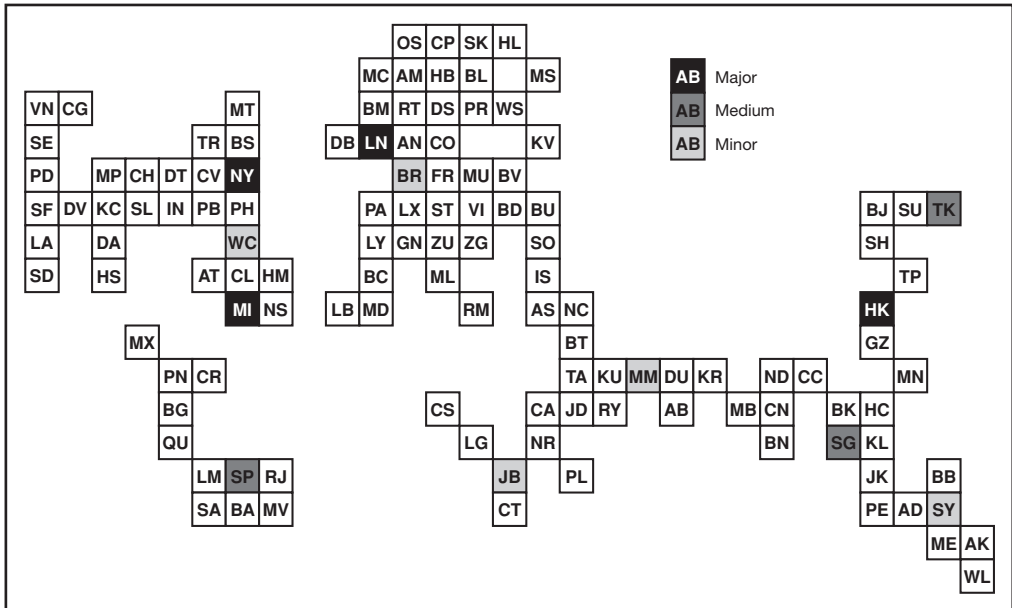 OS CP SK HL
MC AM HB BL MS AB Major
VN CG MT BM RT DS PR WS AB Medium
SE TR BS DB LN AN CO KV AB Minor
PD MP CH DT CV NY BR FR MU BV
SF DV KC SL IN PB PH PA LX ST VI BD BU BJ SU TK
LA DA WC LY GN ZU ZG SO SH
SD HS AT CL HM BC ML IS TP
MI NS LB MD RM AS NC HK
MX BT GZ
PN CR TA KU MM DU KR ND CC MN
BG CS CA JD RY AB MB CN BK HC
QU LG NR BN SG KL
LM SP RJ JB PL JK BB
SA BA MV CT PE AD SY
ME AK
WL